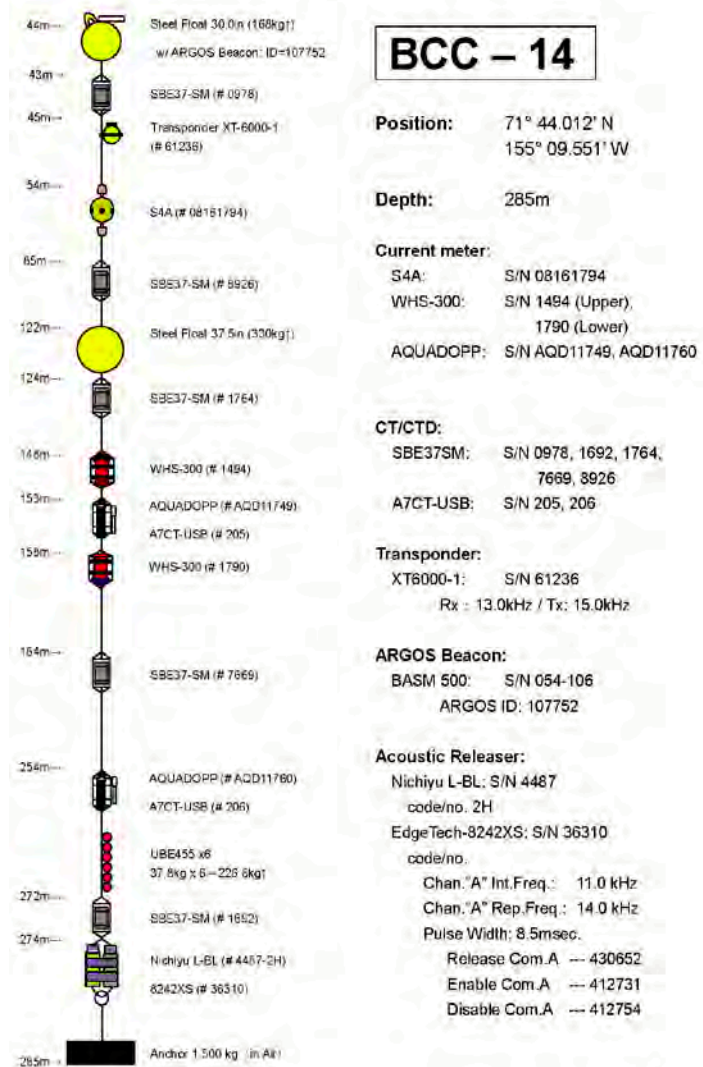 Steel Float 30.0in (168kg↑)
w/ ARGOS Beacon: ID=107752
43m---
SBE37-SM (# 0978)
45m---
Transponder XT-6000-1
(# 61236)
54m---
S4A (# 08161794)
SBE37-SM (# 8926)
122m---
Steel Float 37.5in (330kg↑)
124m---
SBE37-SM (# 1764)
WHS-300 (# 1494)
153m---
AQUADOPP (# AQD11749)
A7CT-USB (# 205)
158m---
WHS-300 (# 1790)
164m---
SBE37-SM (# 7669)
254m---
AQUADOPP (# AQD11760)
A7CT-USB (# 206)
UBE455 x6
37.8kg x 6=226.8kg↑
272m---
SBE37-SM (# 1692)
274m---
Nichiyu L-BL (# 4487-2H)
8242XS (# 36310)
285m---
Anchor 1,500 kg (in Air)
BCC – 14
Position: 71° 44.012' N
155° 09.551' W
Depth: 285m
Current meter:
S4A: S/N 08161794
WHS-300: S/N 1494 (Upper),
1790 (Lower)
AQUADOPP: S/N AQD11749, AQD11760
CT/CTD:
SBE37SM: S/N 0978, 1692, 1764,
7669, 8926
A7CT-USB: S/N 205, 206
Transponder:
XT6000-1: S/N 61236
Rx : 13.0kHz / Tx: 15.0kHz
ARGOS Beacon:
BASM 500: S/N 054-106
ARGOS ID: 107752
Acoustic Releaser:
Nichiyu L-BL: S/N 4487
code/no. 2H
EdgeTech-8242XS: S/N 36310
code/no.
Chan."A" Int.Freq.: 11.0 kHz
Chan."A" Rep.Freq.: 14.0 kHz
Pulse Width: 8.5msec.
Release Com.A --- 430652
Enable Com.A --- 412731
Disable Com.A --- 412754